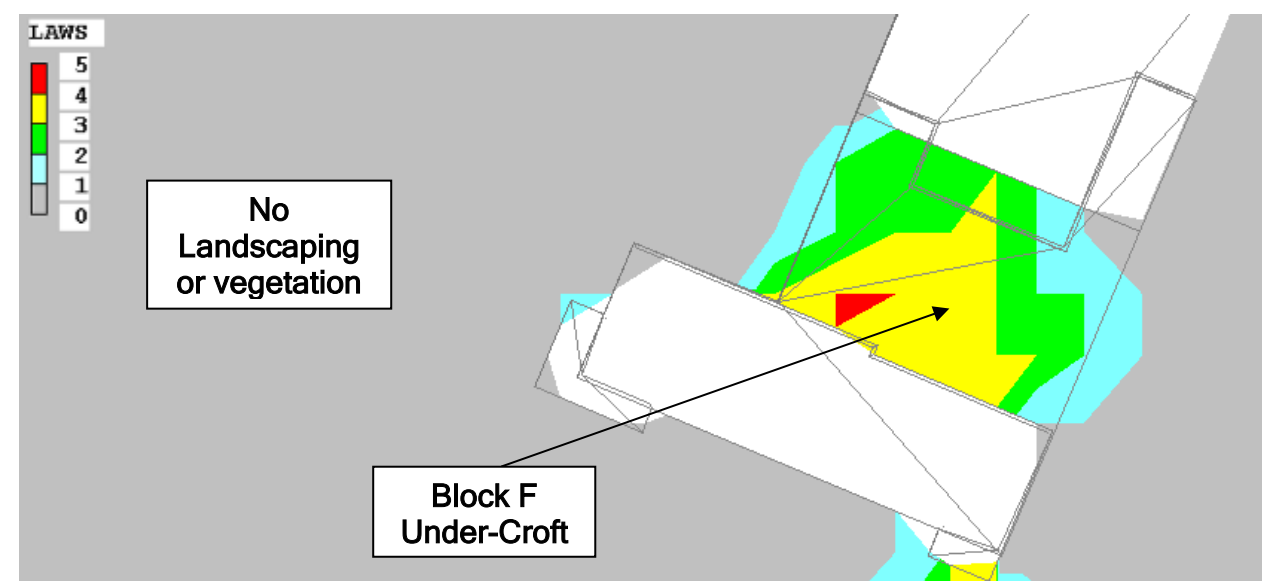 LAWS
5
4
3
2
1
0
No
Landscaping
or vegetation
Block F
Under-Croft